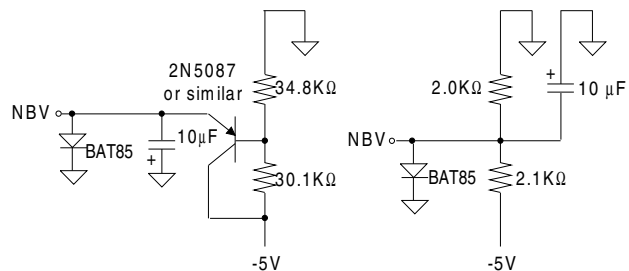 2N5087
or similar
34.8KΩ
NBV
10μF
+
BAT85
30.1KΩ
-5V
2.0KΩ
+
10 μF
NBV
BAT85
2.1KΩ
-5V